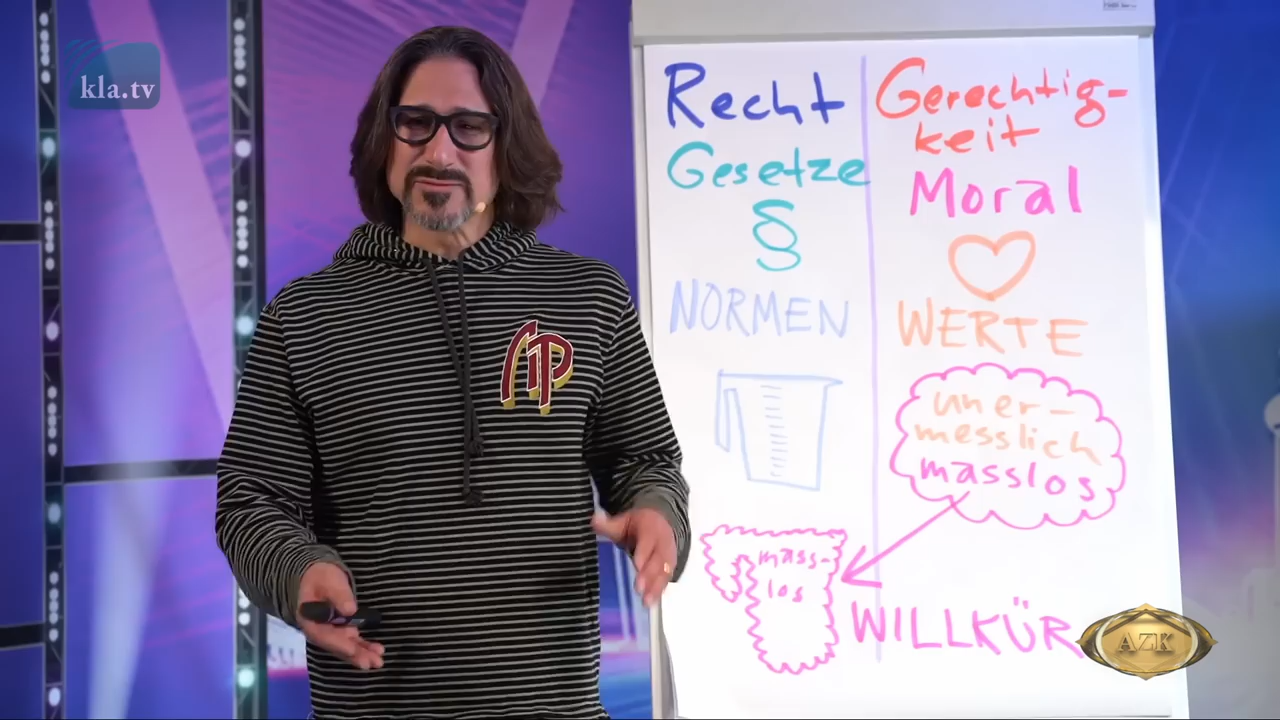 kla.tv
Recht
Gesetze
§
NORMEN
Gerechtig-
keit
Moral
WERTE
uner-
messlich
masslos
mass-
los
WILLKÜR
AZK